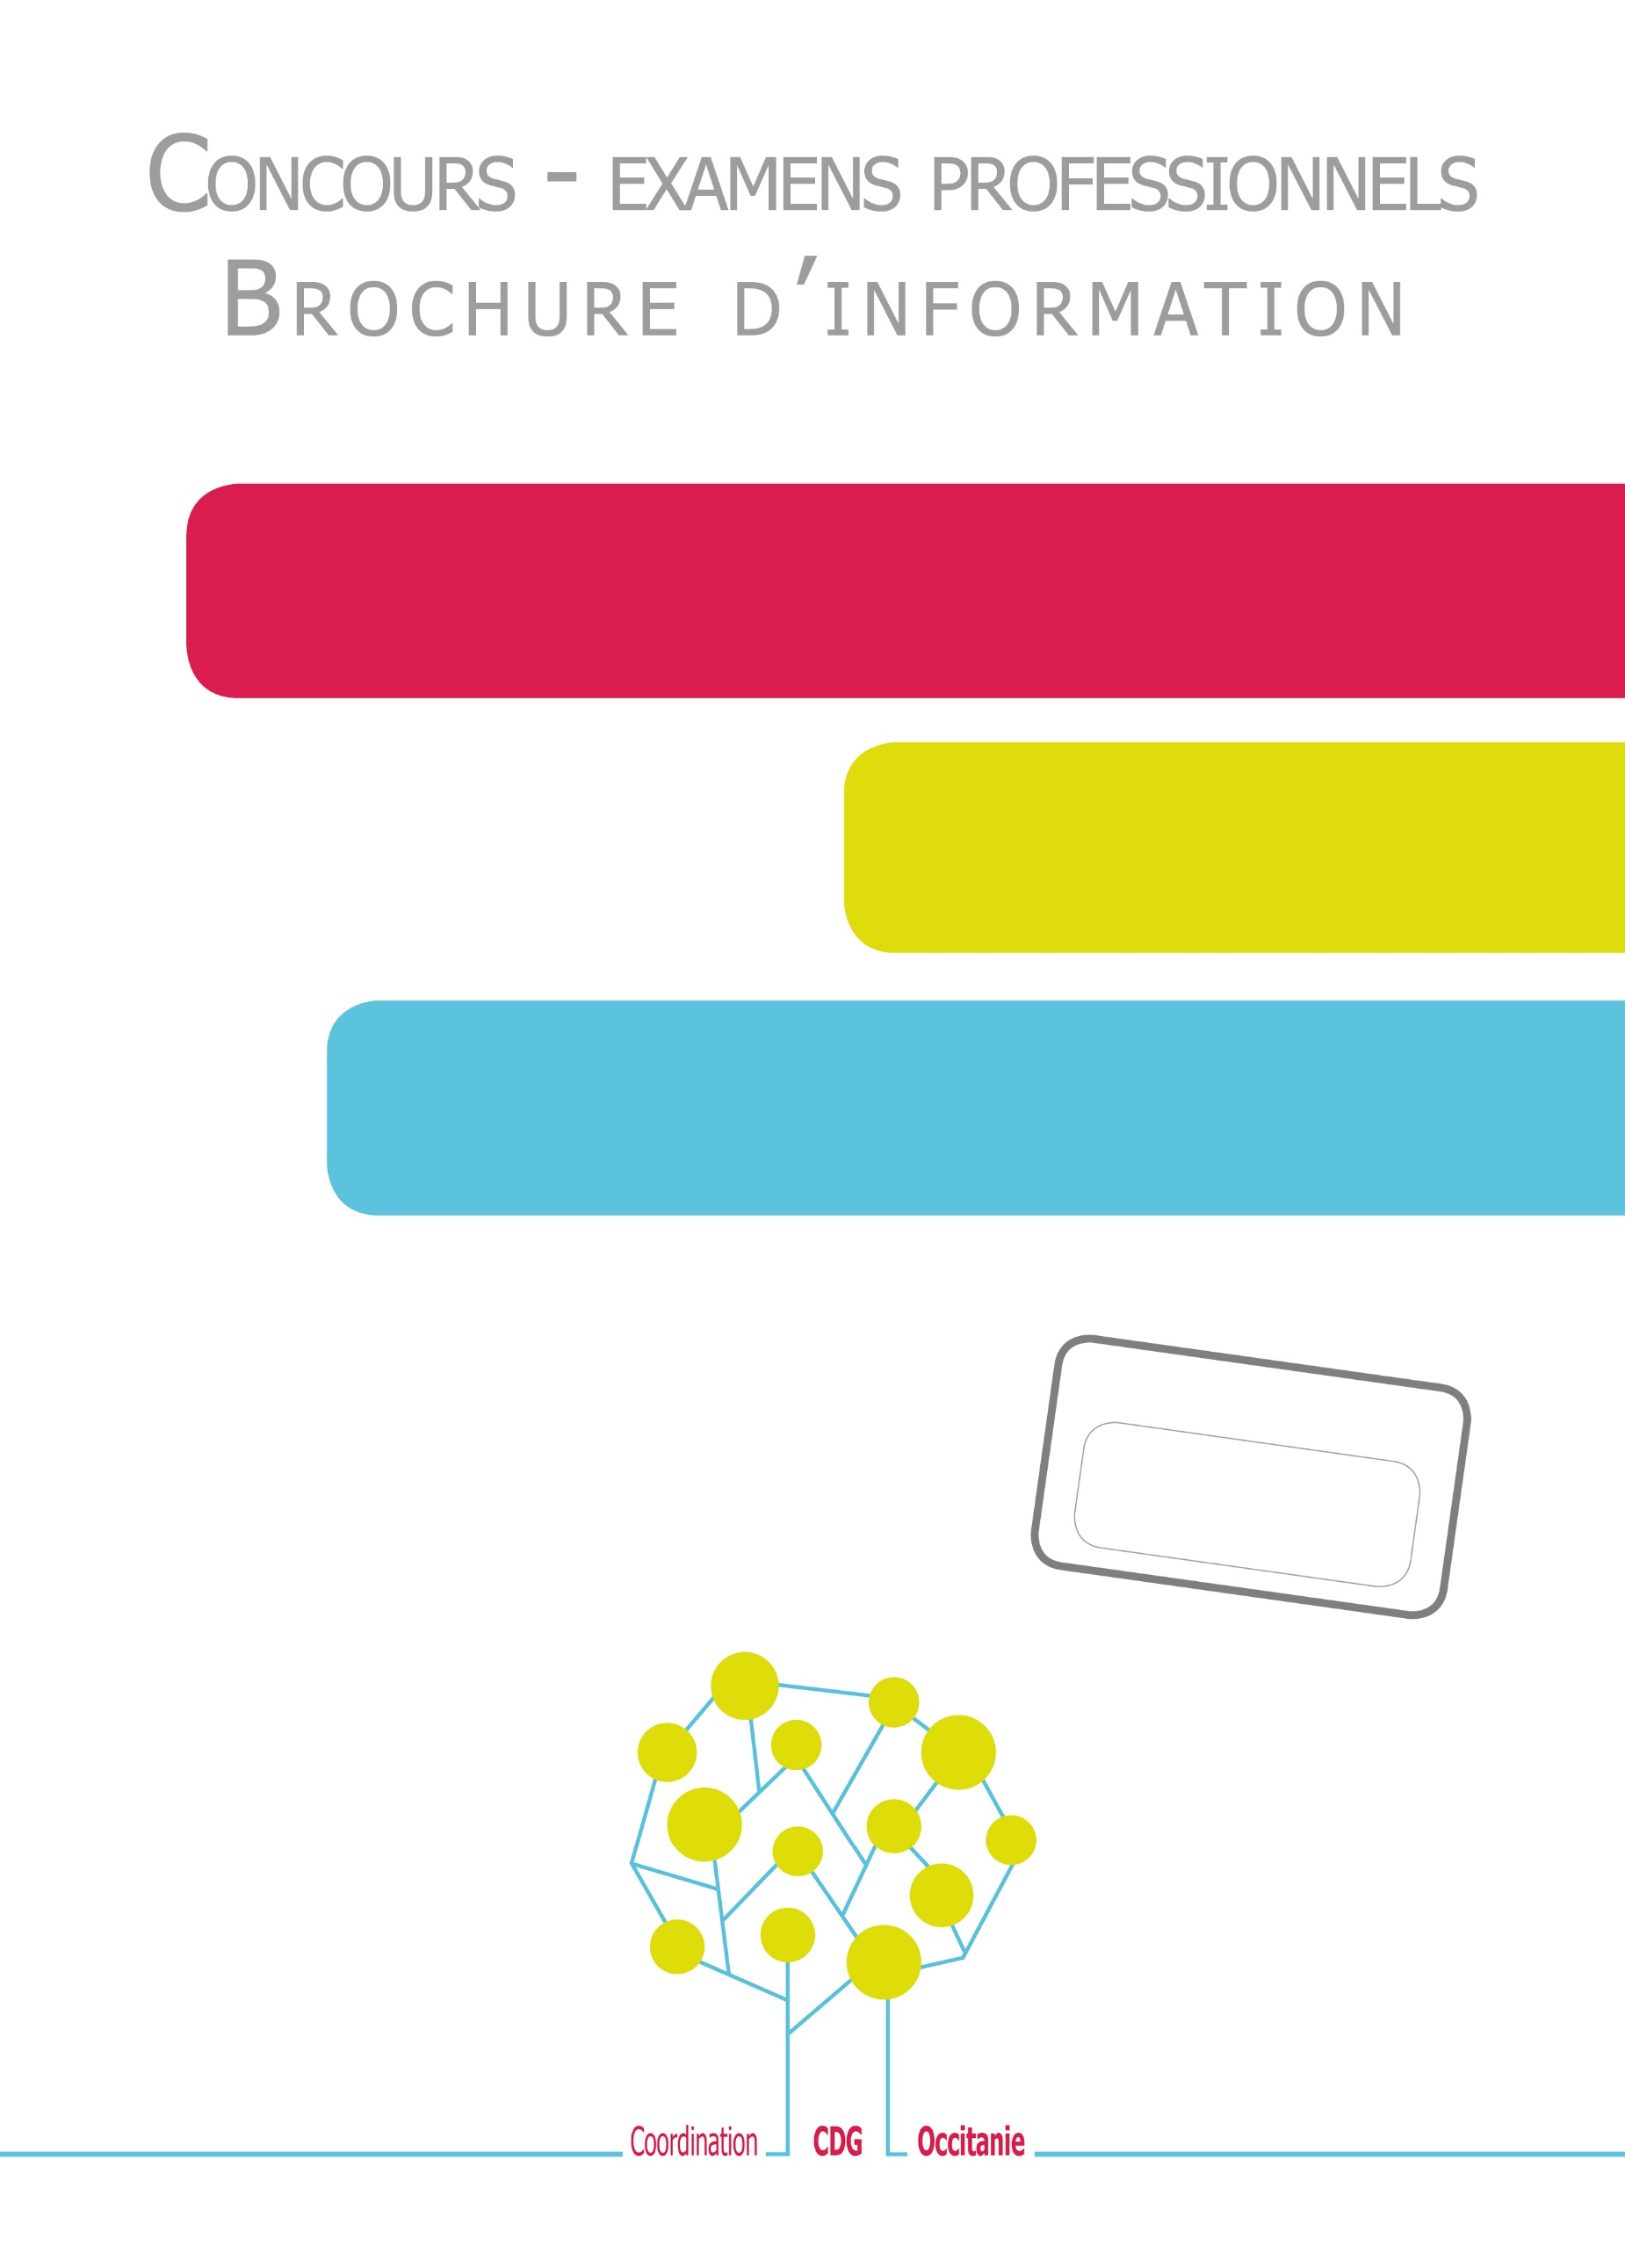 Concours - examens professionnels
Brochure d'information
Coordination CDG Occitanie